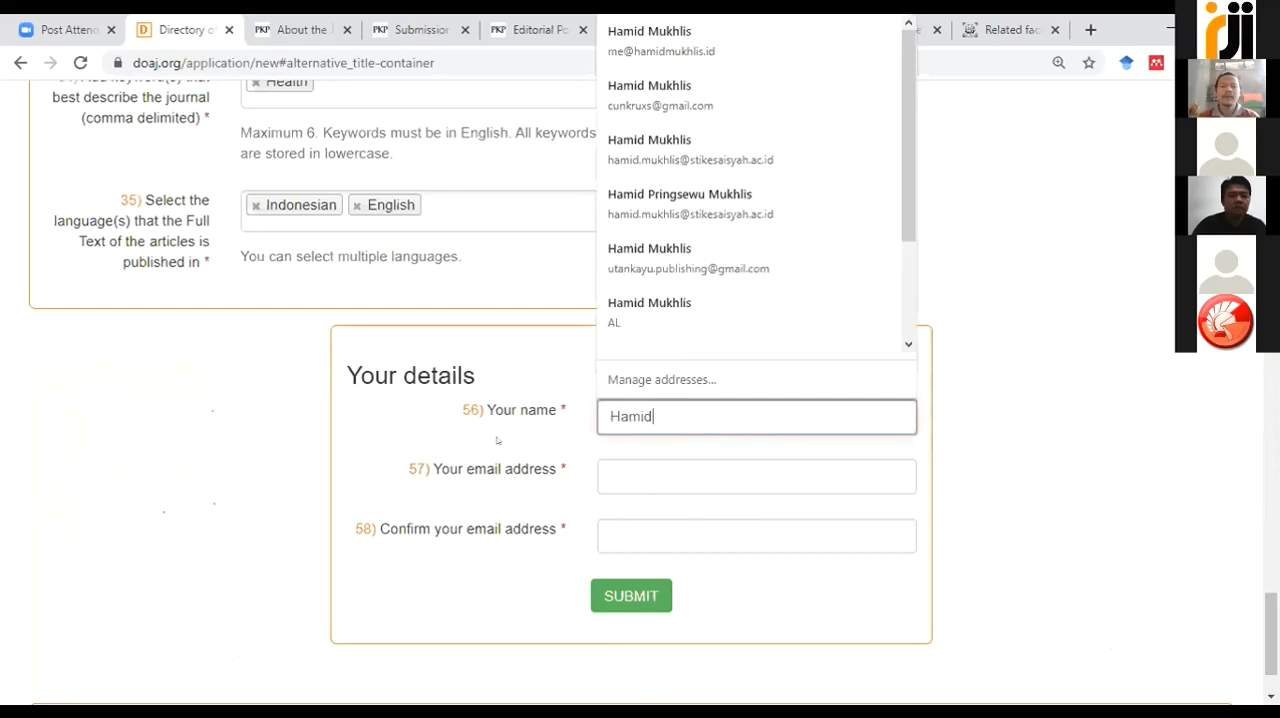 Post Atten
Directory o
PKP About the J
PKP Submission
PKP Editorial Po
Related fac
doaj.org/application/new#alternative_title-container
best describe the journal
(comma delimited) *
Health
Maximum 6. Keywords must be in English. All keywords
are stored in lowercase.
35) Select the
language(s) that the Full
Text of the articles is
published in *
Indonesian
English
You can select multiple languages.
Hamid Mukhlis
me@hamidmukhlis.id
Hamid Mukhlis
cunkruxs@gmail.com
Hamid Mukhlis
hamid.mukhlis@stikesaisyah.ac.id
Hamid Pringsewu Mukhlis
hamid.mukhlis@stikesaisyah.ac.id
Hamid Mukhlis
utankayu.publishing@gmail.com
Hamid Mukhlis
AL
Manage addresses...
Your details
56) Your name *
Hamid
57) Your email address *
58) Confirm your email address *
SUBMIT
rji